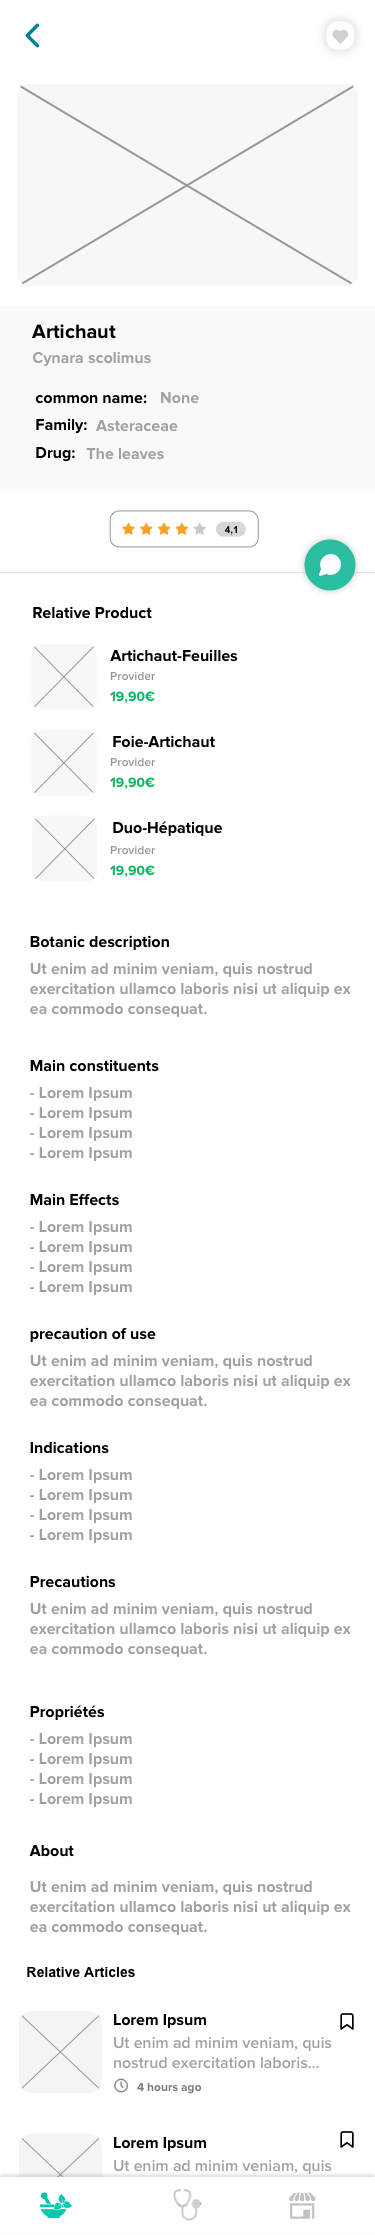 Artichaut
Cynara scolimus
common name: None
Family: Asteraceae
Drug: The leaves
4,1
Relative Product
Artichaut-Feuilles
Provider
19,90€
Foie-Artichaut
Provider
19,90€
Duo-Hépatique
Provider
19,90€
Botanic description
Ut enim ad minim veniam, quis nostrud
exercitation ullamco laboris nisi ut aliquip ex
ea commodo consequat.
Main constituents
- Lorem Ipsum
- Lorem Ipsum
- Lorem Ipsum
- Lorem Ipsum
Main Effects
- Lorem Ipsum
- Lorem Ipsum
- Lorem Ipsum
- Lorem Ipsum
precaution of use
Ut enim ad minim veniam, quis nostrud
exercitation ullamco laboris nisi ut aliquip ex
ea commodo consequat.
Indications
- Lorem Ipsum
- Lorem Ipsum
- Lorem Ipsum
- Lorem Ipsum
Precautions
Ut enim ad minim veniam, quis nostrud
exercitation ullamco laboris nisi ut aliquip ex
ea commodo consequat.
Propriétés
- Lorem Ipsum
- Lorem Ipsum
- Lorem Ipsum
- Lorem Ipsum
About
Ut enim ad minim veniam, quis nostrud
exercitation ullamco laboris nisi ut aliquip ex
ea commodo consequat.
Relative Articles
Lorem Ipsum
Ut enim ad minim veniam, quis
nostrud exercitation laboris...
4 hours ago
Lorem Ipsum
Ut enim ad minim veniam, quis